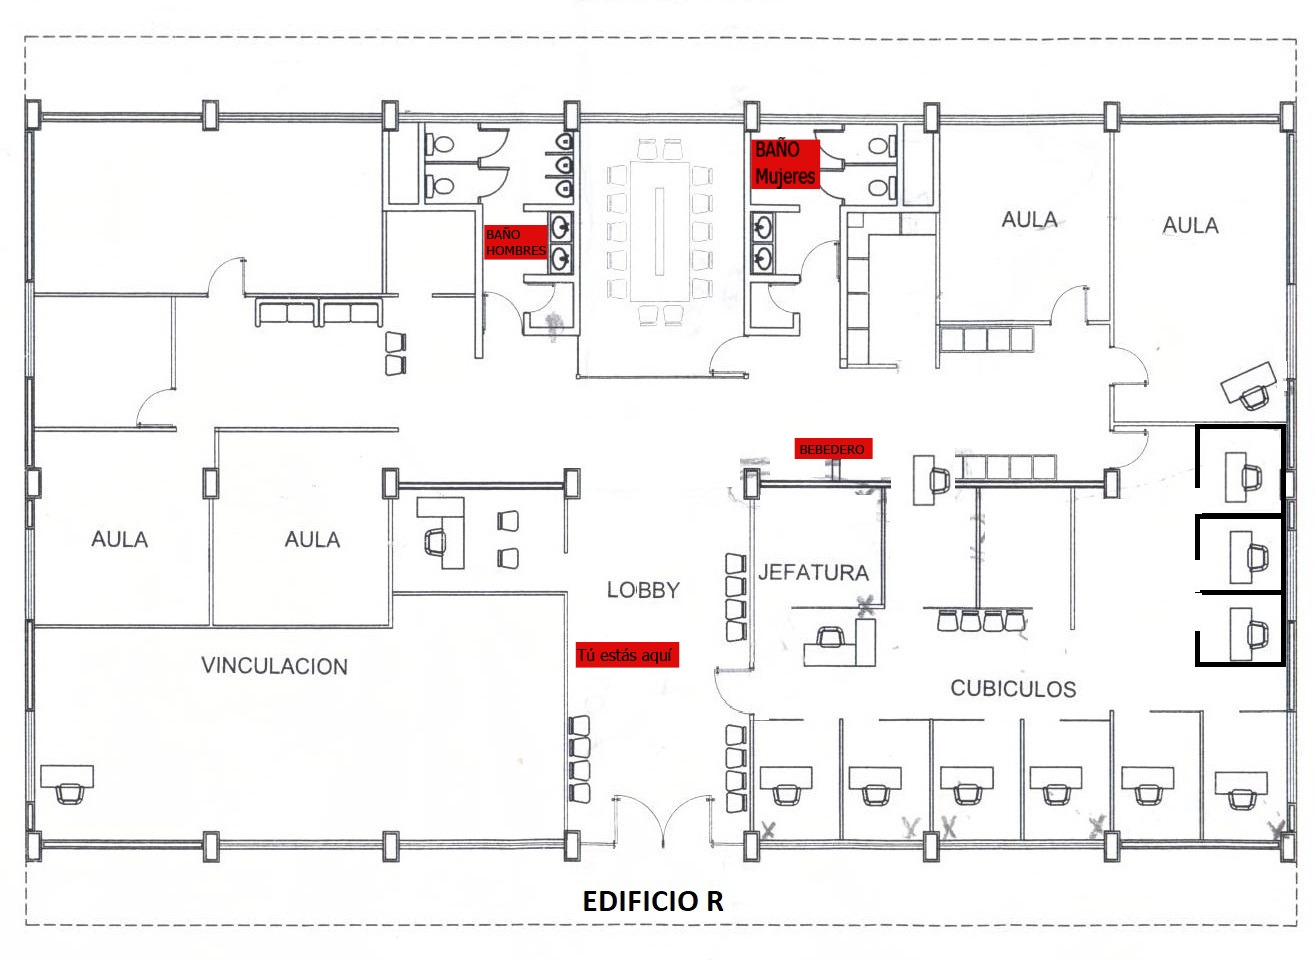 BAÑO
Mujeres
BAÑO
HOMBRES
AULA
AULA
BEBEDERO
AULA
AULA
LOBBY
JEFATURA
Tú estás aquí
VINCULACION
CUBICULOS
EDIFICIO R